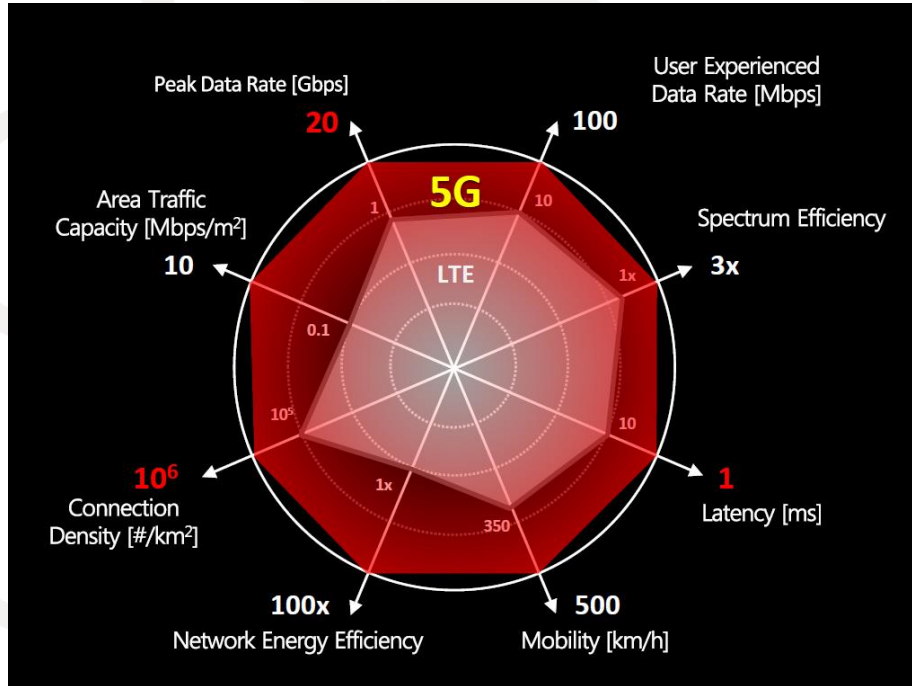 Peak Data Rate [Gbps]
20
1
User Experienced
Data Rate [Mbps]
100
10
5G
LTE
Area Traffic
Capacity [Mbps/m²]
10
0.1
Spectrum Efficiency
3x
1x
10⁵
10⁶
Connection
Density [#/km²]
10
1
Latency [ms]
1x
100x
Network Energy Efficiency
350
500
Mobility [km/h]